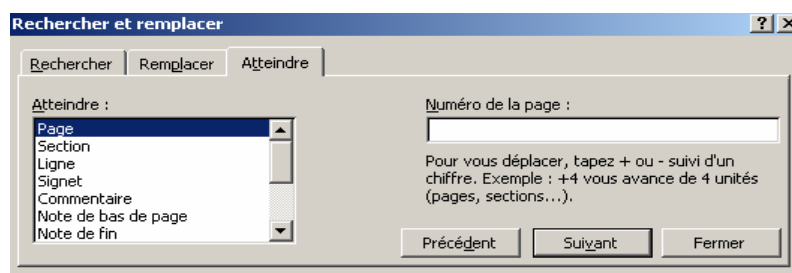 Rechercher et remplacer
Rechercher Remplacer Atteindre
Atteindre :
Page
Section
Ligne
Signet
Commentaire
Note de bas de page
Note de fin
Numéro de la page :
Pour vous déplacer, tapez + ou - suivi d'un
chiffre. Exemple : +4 vous avance de 4 unités
(pages, sections...).
Précédent Suivant Fermer